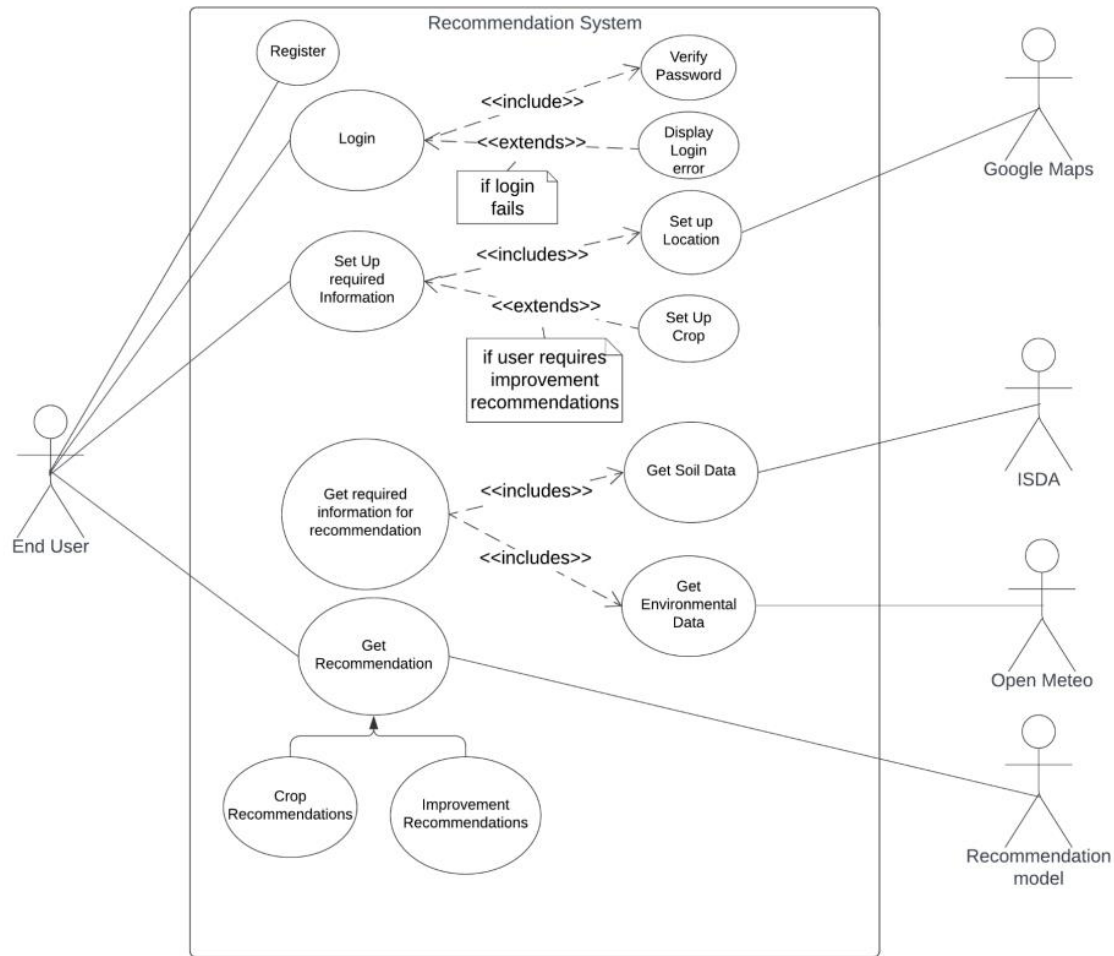 Recommendation System
Register
Verify
Password
<<include>>
Login
<<extends>>
Display
Login
error
if login
fails
Google Maps
Set up
Location
<<includes>>
Set Up
required
Information
<<extends>>
Set Up
Crop
if user requires
improvement
recommendations
Get Soil Data
<<includes>>
Get required
information for
recommendation
ISDA
End User
<<includes>>
Get
Environmental
Data
Get
Recommendation
Open Meteo
Crop
Recommendations
Improvement
Recommendations
Recommendation
model